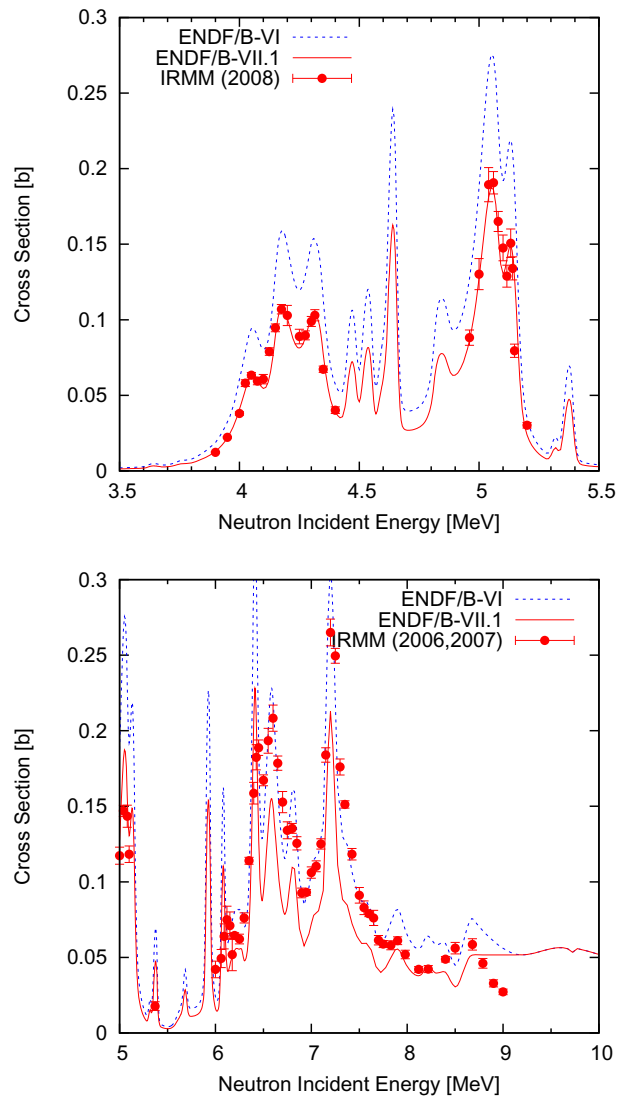 0.3
ENDF/B-VI
ENDF/B-VII.1
0.25
IRMM (2008)
0.2
0.15
0.1
0.05
0
3.5
4
4.5
5
5.5
Cross Section [b]
Neutron Incident Energy [MeV]
0.3
ENDF/B-VI
ENDF/B-VII.1
0.25
IRMM (2006,2007)
0.2
0.15
0.1
0.05
0
5
6
7
8
9
10
Cross Section [b]
Neutron Incident Energy [MeV]